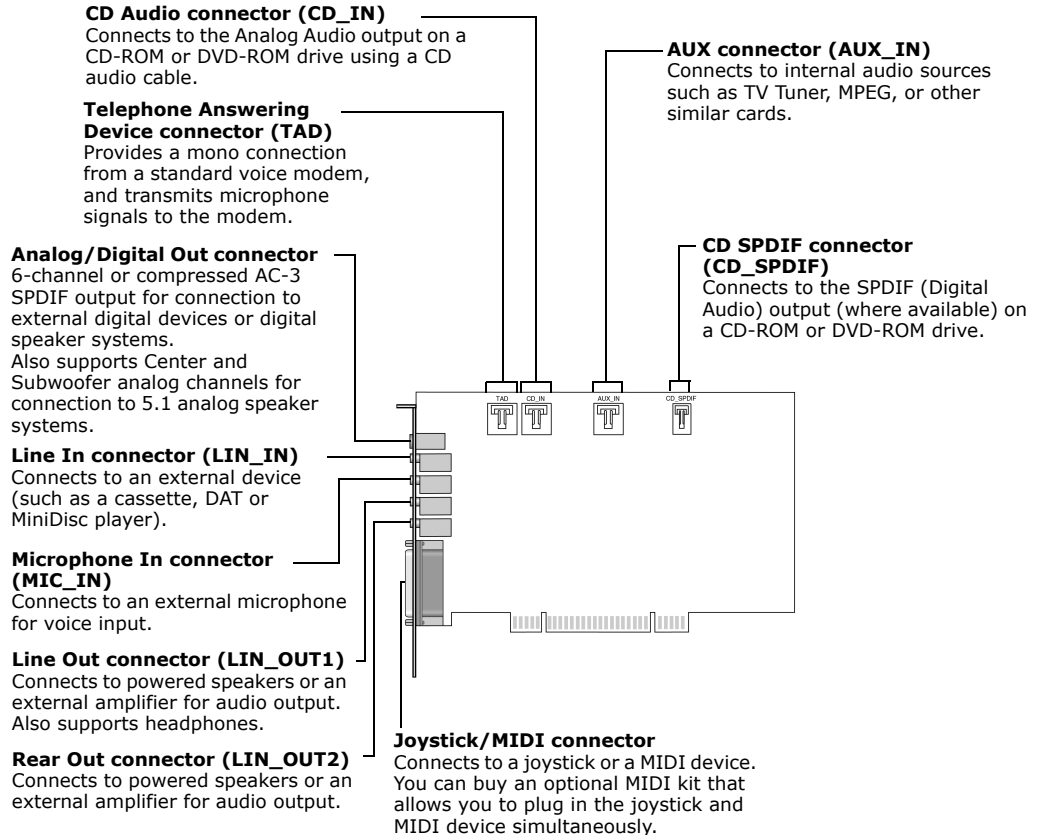 CD Audio connector (CD_IN)
Connects to the Analog Audio output on a
CD-ROM or DVD-ROM drive using a CD
audio cable.
Telephone Answering
Device connector (TAD)
Provides a mono connection
from a standard voice modem,
and transmits microphone
signals to the modem.
Analog/Digital Out connector
6-channel or compressed AC-3
SPDIF output for connection to
external digital devices or digital
speaker systems.
Also supports Center and
Subwoofer analog channels for
connection to 5.1 analog speaker
systems.
Line In connector (LIN_IN)
Connects to an external device
(such as a cassette, DAT or
MiniDisc player).
Microphone In connector
(MIC_IN)
Connects to an external microphone
for voice input.
Line Out connector (LIN_OUT1)
Connects to powered speakers or an
external amplifier for audio output.
Also supports headphones.
Rear Out connector (LIN_OUT2)
Connects to powered speakers or an
external amplifier for audio output.
AUX connector (AUX_IN)
Connects to internal audio sources
such as TV Tuner, MPEG, or other
similar cards.
CD SPDIF connector
(CD_SPDIF)
Connects to the SPDIF (Digital
Audio) output (where available) on
a CD-ROM or DVD-ROM drive.
TAD CD_IN AUX_IN CD_SPDIF
Joystick/MIDI connector
Connects to a joystick or a MIDI device.
You can buy an optional MIDI kit that
allows you to plug in the joystick and
MIDI device simultaneously.